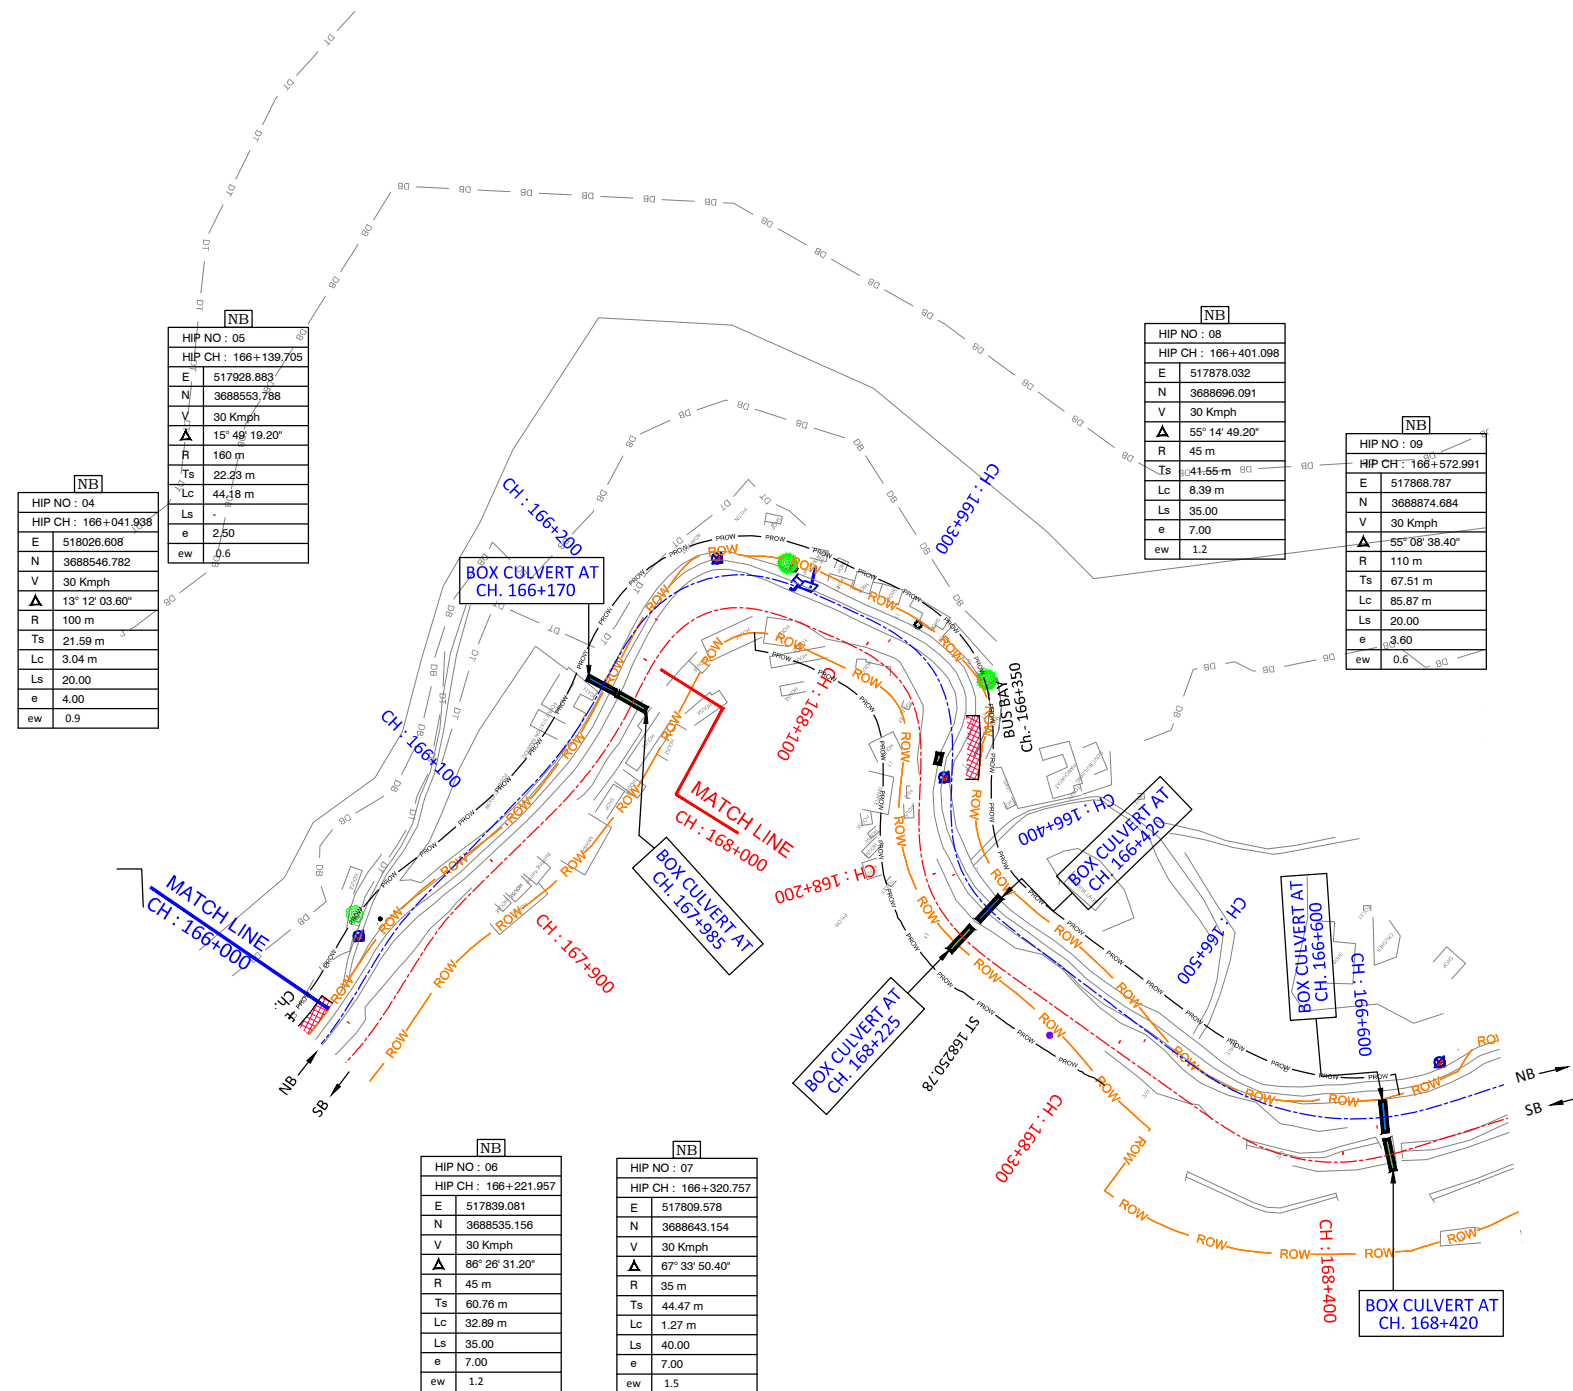 NB
HIP NO : 05
HIP CH : 166+139.705
E 517928.883
N 3688553.788
V 30 Kmph
Δ 15° 49' 19.20"
R 160 m
Ts 22.23 m
Lc 44.18 m
Ls -
e 2.50
ew 0.6
NB
HIP NO : 08
HIP CH : 166+401.098
E 517878.032
N 3688696.091
V 30 Kmph
Δ 55° 14' 49.20"
R 45 m
Ts 41.55 m
Lc 8.39 m
Ls 35.00
e 7.00
ew 1.2
NB
HIP NO : 09
HIP CH : 166+572.991
E 517868.787
N 3688874.684
V 30 Kmph
Δ 55° 08' 38.40"
R 110 m
Ts 67.51 m
Lc 85.87 m
Ls 20.00
e 3.60
ew 0.6
NB
HIP NO : 04
HIP CH : 166+041.938
E 518026.608
N 3688546.782
V 30 Kmph
Δ 13° 12' 03.60"
R 100 m
Ts 21.59 m
Lc 3.04 m
Ls 20.00
e 4.00
ew 0.9
CH : 166+200
CH : 166+300
BOX CULVERT AT
CH. 166+170
CH : 166+100
CH : 168+100
BUS BAY
Ch.- 166+350
MATCH LINE
CH : 168+000
CH : 166+400
BOX CULVERT AT
CH. 166+420
BOX CULVERT AT
CH. 167+985
CH : 168+200
MATCH LINE
CH : 166+000
CH : 167+900
CH : 166+500
BOX CULVERT AT
CH. 166+600
CH : 166+600
Ch.
BOX CULVERT AT
CH. 168+225
ST 168250.78
CH : 168+300
NB
SB
NB
SB
CH : 168+400
BOX CULVERT AT
CH. 168+420
ROW
PROW
DT
DB
NB
HIP NO : 06
HIP CH : 166+221.957
E 517839.081
N 3688535.156
V 30 Kmph
Δ 86° 26' 31.20"
R 45 m
Ts 60.76 m
Lc 32.89 m
Ls 35.00
e 7.00
ew 1.2
NB
HIP NO : 07
HIP CH : 166+320.757
E 517809.578
N 3688643.154
V 30 Kmph
Δ 67° 33' 50.40"
R 35 m
Ts 44.47 m
Lc 1.27 m
Ls 40.00
e 7.00
ew 1.5